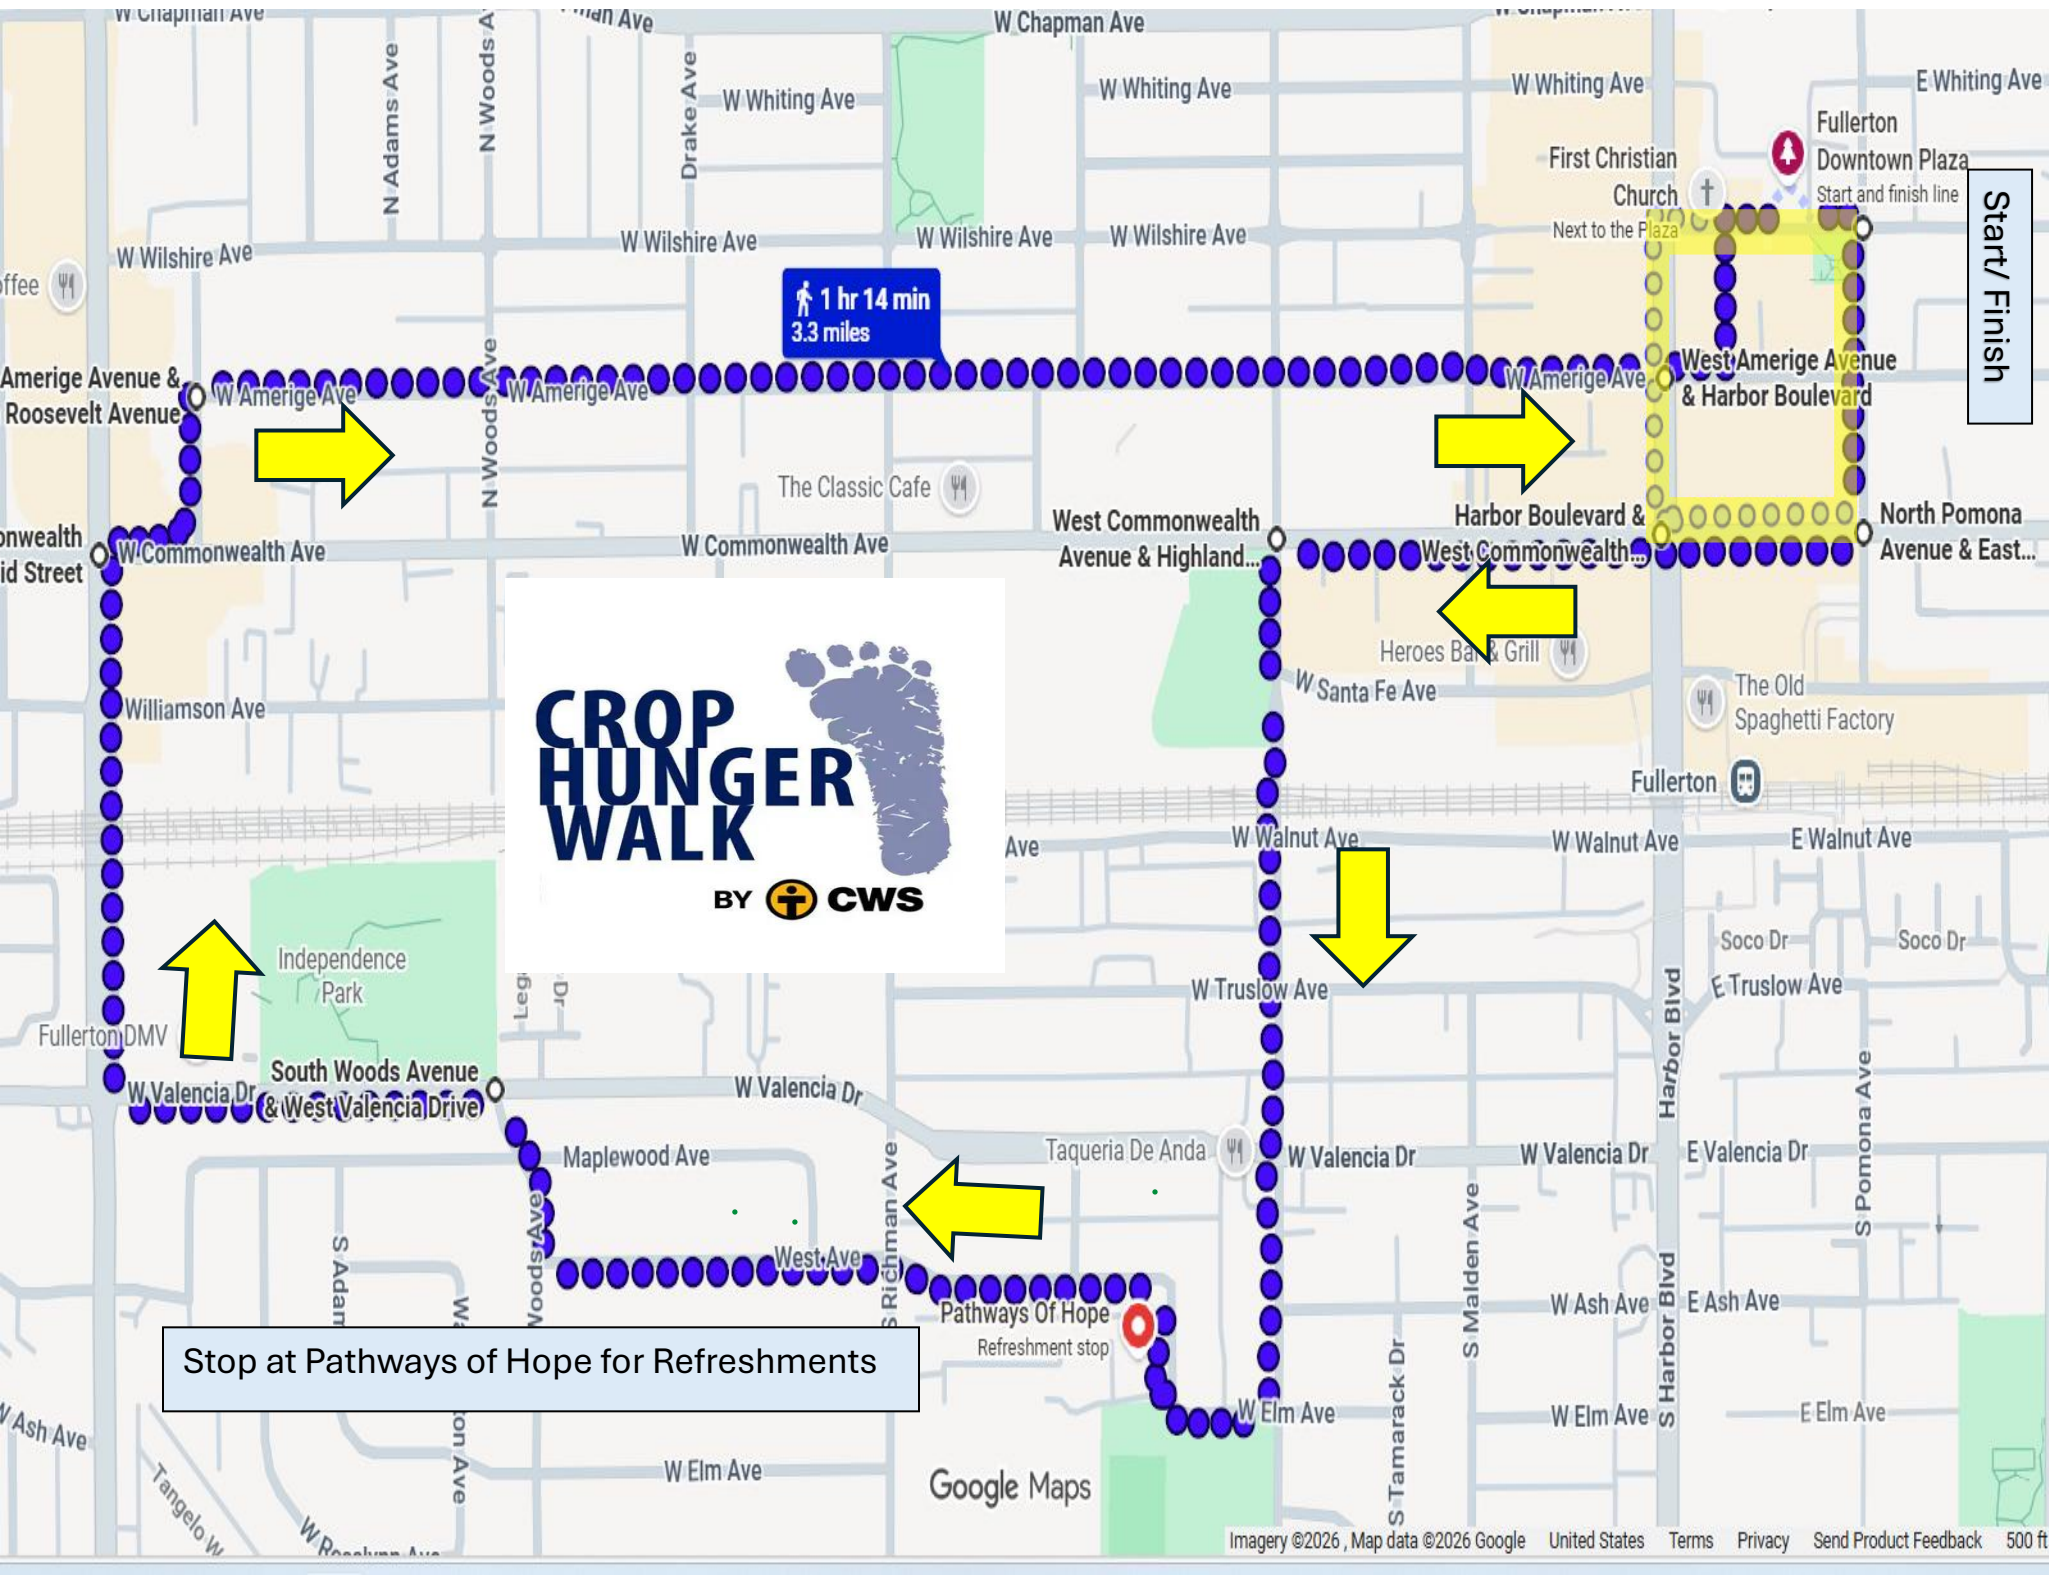 W Chapman Ave
W Chapman Ave
W Whiting Ave
W Whiting Ave
W Whiting Ave
E Whiting Ave
N Adams Ave
Drake Ave
Fullerton
Downtown Plaza
Start and finish line
First Christian
Church
Next to the Plaza
Start/ Finish
W Wilshire Ave
W Wilshire Ave
W Wilshire Ave
W Wilshire Ave
1 hr 14 min
3.3 miles
Amerige Avenue &
Roosevelt Avenue
W Amerige Ave
N Woods Ave
W Amerige Ave
W Amerige Ave
West Amerige Avenue
& Harbor Boulevard
The Classic Cafe
West Commonwealth
Avenue & Highland...
Harbor Boulevard &
West Commonwealth...
North Pomona
Avenue & East...
W Commonwealth Ave
W Commonwealth Ave
Heroes Bar & Grill
W Santa Fe Ave
The Old
Spaghetti Factory
Williamson Ave
CROP
HUNGER
WALK
BY CWS
Fullerton
Ave
W Walnut Ave
W Walnut Ave
E Walnut Ave
Independence
Park
Soco Dr
Soco Dr
W Truslow Ave
E Truslow Ave
Harbor Blvd
Fullerton DMV
Dr
South Woods Avenue
& West Valencia Drive
W Valencia Dr
W Valencia Dr
Maplewood Ave
Taqueria De Anda
W Valencia Dr
W Valencia Dr
E Valencia Dr
S Pomona Ave
S Richman Ave
S Malden Ave
West Ave
Pathways Of Hope
Refreshment stop
W Ash Ave
E Ash Ave
S Harbor Blvd
Stop at Pathways of Hope for Refreshments
W Ash Ave
W Elm Ave
W Elm Ave
W Elm Ave
E Elm Ave
S Tamarack Dr
Google Maps
Imagery ©2026 , Map data ©2026 Google United States Terms Privacy Send Product Feedback 500 ft